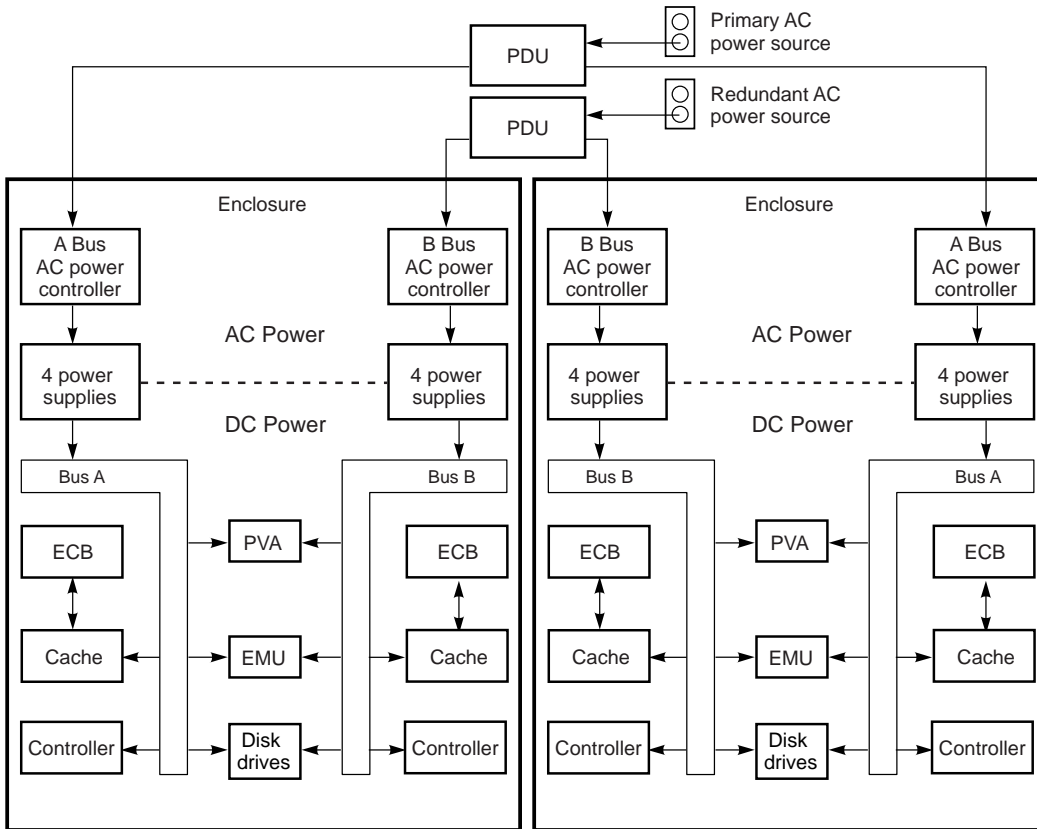 Primary AC
power source
PDU
Redundant AC
power source
PDU
Enclosure
A Bus
AC power
controller
B Bus
AC power
controller
AC Power
4 power
supplies
4 power
supplies
DC Power
Bus A
Bus B
ECB
PVA
ECB
Cache
EMU
Cache
Controller
Disk
drives
Controller
Enclosure
B Bus
AC power
controller
A Bus
AC power
controller
AC Power
4 power
supplies
4 power
supplies
DC Power
Bus B
Bus A
ECB
PVA
ECB
Cache
EMU
Cache
Controller
Disk
drives
Controller